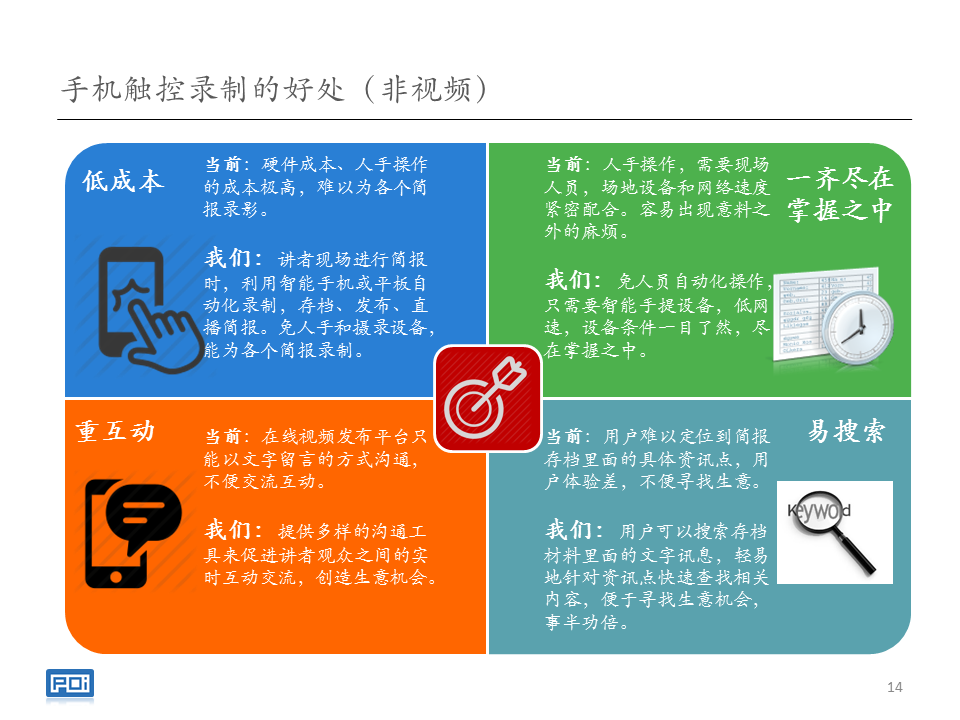 手机触控录制的好处（非视频）
低成本
当前：硬件成本、人手操作
的成本极高，难以为各个简
报录影。
我们：讲者现场进行简报
时，利用智能手机或平板自
动化录制，存档、发布、直
播简报。免人手和摄录设备，
能为各个简报录制。
当前：人手操作，需要现场
人员，场地设备和网络速度
紧密配合。容易出现意料之
外的麻烦。
我们：免人员自动化操作，
只需要智能手提设备，低网
速，设备条件一目了然，尽
在掌握之中。
一齐尽在
掌握之中
重互动
当前：在线视频发布平台只
能以文字留言的方式沟通，
不便交流互动。
我们：提供多样的沟通工
具来促进讲者观众之间的实
时互动交流，创造生意机会。
当前：用户难以定位到简报
存档里面的具体资讯点，用
户体验差，不便寻找生意。
我们：用户可以搜索存档
材料里面的文字讯息，轻易
地针对资讯点快速查找相关
内容，便于寻找生意机会，
事半功倍。
易搜索
Keyword
POi
14